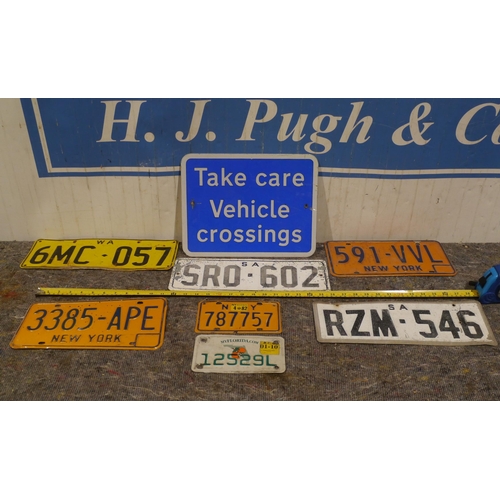 H. J. Pugh & C
Take care
Vehicle
crossings
WA
6MC·057
SA
SRO·602
591-VVL
NEW YORK
3385-APE
NEW YORK
N Y
787757
12529L
SA
RZM·546